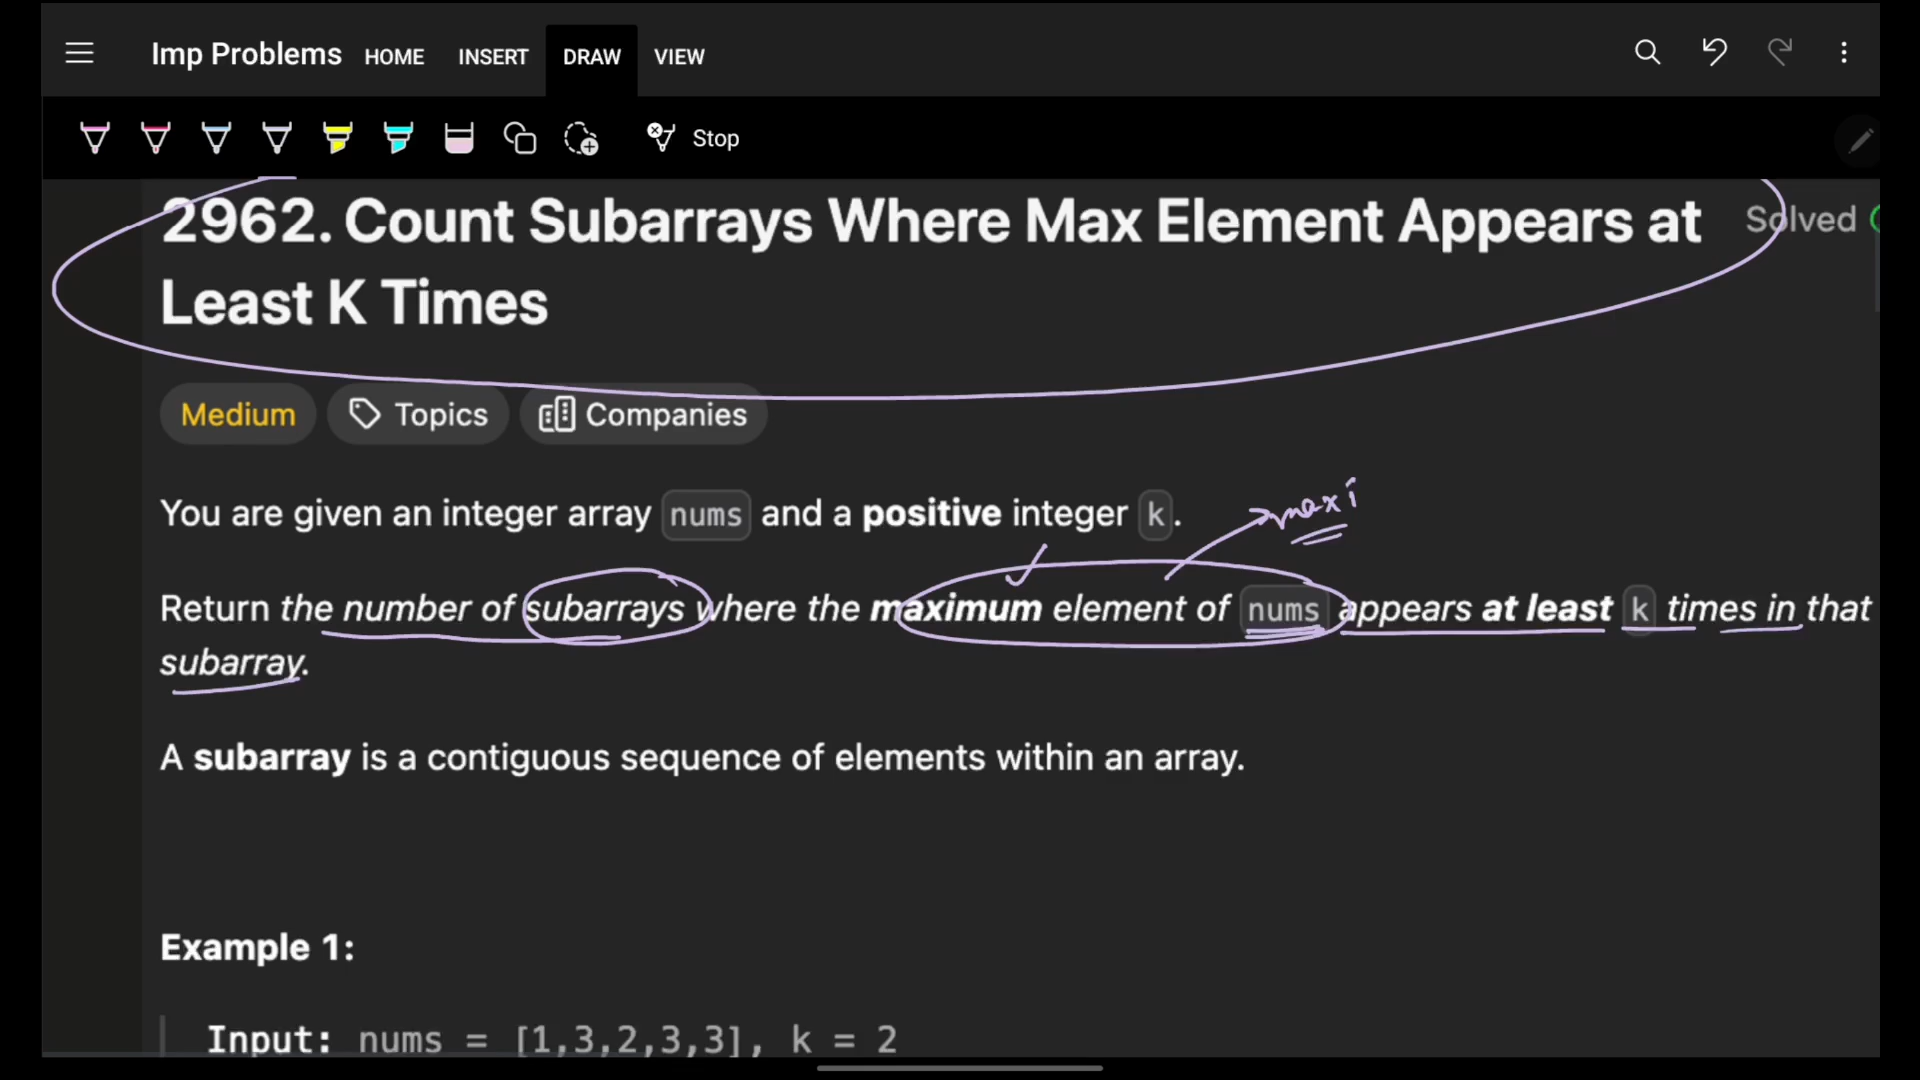 Imp Problems HOME INSERT DRAW VIEW
Stop
2962. Count Subarrays Where Max Element Appears at
Least K Times
Solved
Medium Topics Companies
You are given an integer array nums and a positive integer k.
maxi
Return the number of subarrays where the maximum element of nums appears at least k times in that
subarray.
A subarray is a contiguous sequence of elements within an array.
Example 1:
Input: nums = [1,3,2,3,3], k = 2